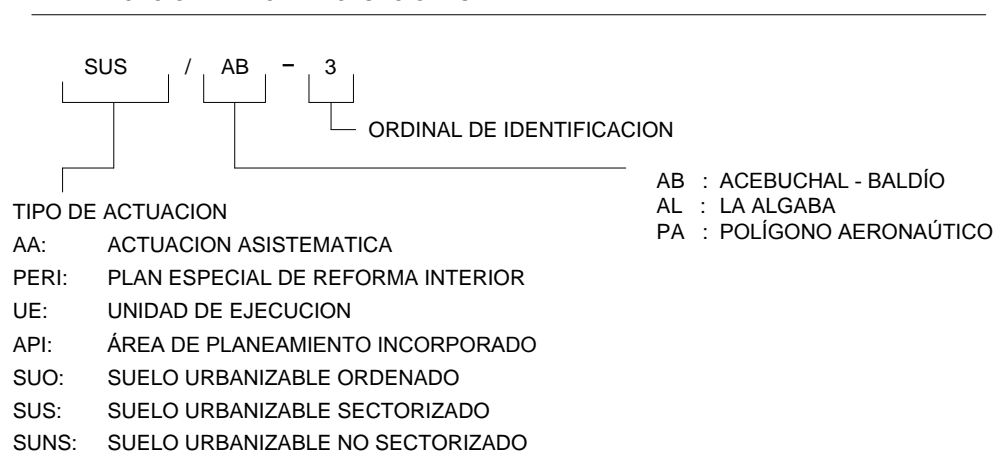 SUS / AB - 3
ORDINAL DE IDENTIFICACION
AB : ACEBUCHAL - BALDÍO
AL : LA ALGABA
PA : POLÍGONO AERONAÚTICO
TIPO DE ACTUACION
AA: ACTUACION ASISTEMATICA
PERI: PLAN ESPECIAL DE REFORMA INTERIOR
UE: UNIDAD DE EJECUCION
API: ÁREA DE PLANEAMIENTO INCORPORADO
SUO: SUELO URBANIZABLE ORDENADO
SUS: SUELO URBANIZABLE SECTORIZADO
SUNS: SUELO URBANIZABLE NO SECTORIZADO